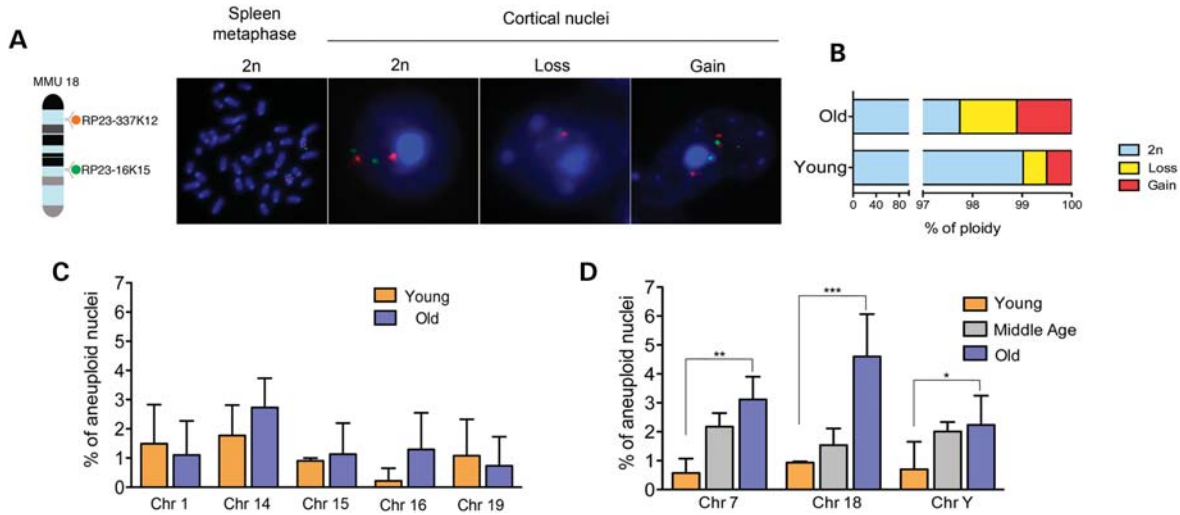 A
Spleen
metaphase
Cortical nuclei
2n
2n
Loss
Gain
MMU 18
RP23-337K12
RP23-16K15
B
Old
Young
0 40 80 97 98 99 100
% of ploidy
2n
Loss
Gain
C
% of aneuploid nuclei
7
6
5
4
3
2
1
0
Young
Old
Chr 1 Chr 14 Chr 15 Chr 16 Chr 19
D
% of aneuploid nuclei
7
6
5
4
3
2
1
0
**
***
*
Young
Middle Age
Old
Chr 7 Chr 18 Chr Y